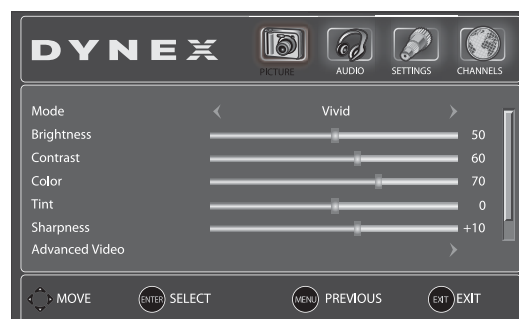 DYNEX
PICTURE
AUDIO
SETTINGS
CHANNELS
Mode Vivid
Brightness 50
Contrast 60
Color 70
Tint 0
Sharpness +10
Advanced Video
MOVE
ENTER SELECT
MENU PREVIOUS
EXIT EXIT